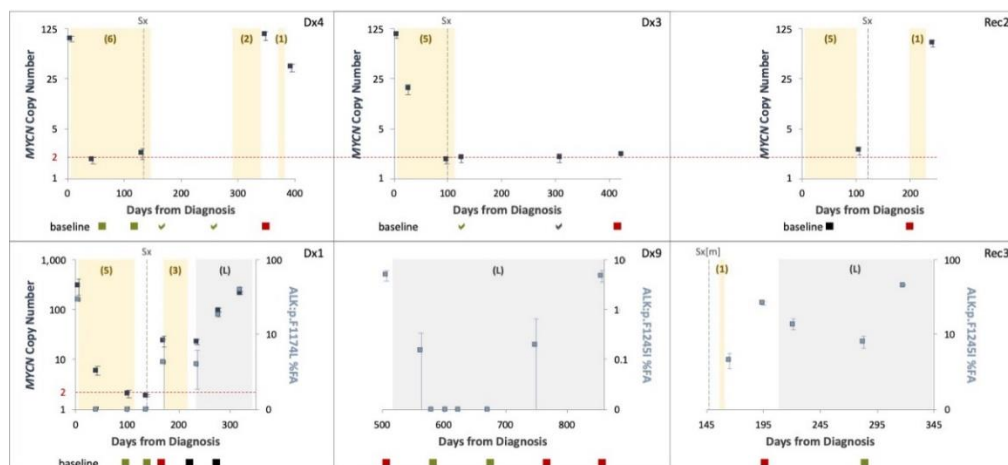 Sx Dx4
125 (6) (2) (1)
25
5
2
1
MYCN Copy Number
0 100 200 300 400
Days from Diagnosis
baseline
Sx Dx3
125 (5)
25
5
2
1
MYCN Copy Number
0 100 200 300 400
Days from Diagnosis
baseline
Sx Rec2
125 (5) (1)
25
5
2
1
MYCN Copy Number
0 100 200
Days from Diagnosis
baseline
Sx Dx1
1,000 (5) (3) (L) 100
100
10 10
2
1 0
MYCN Copy Number
ALK:p.F1174L %FA
0 100 200 300
Days from Diagnosis
baseline
Dx9
(L) 10
1
0.1
0
ALK:p.F1245I %FA
500 600 700 800
Days from Diagnosis
Sx[m] Rec3
(1) (L) 100
10
0
ALK:p.F1245I %FA
145 195 245 295 345
Days from Diagnosis